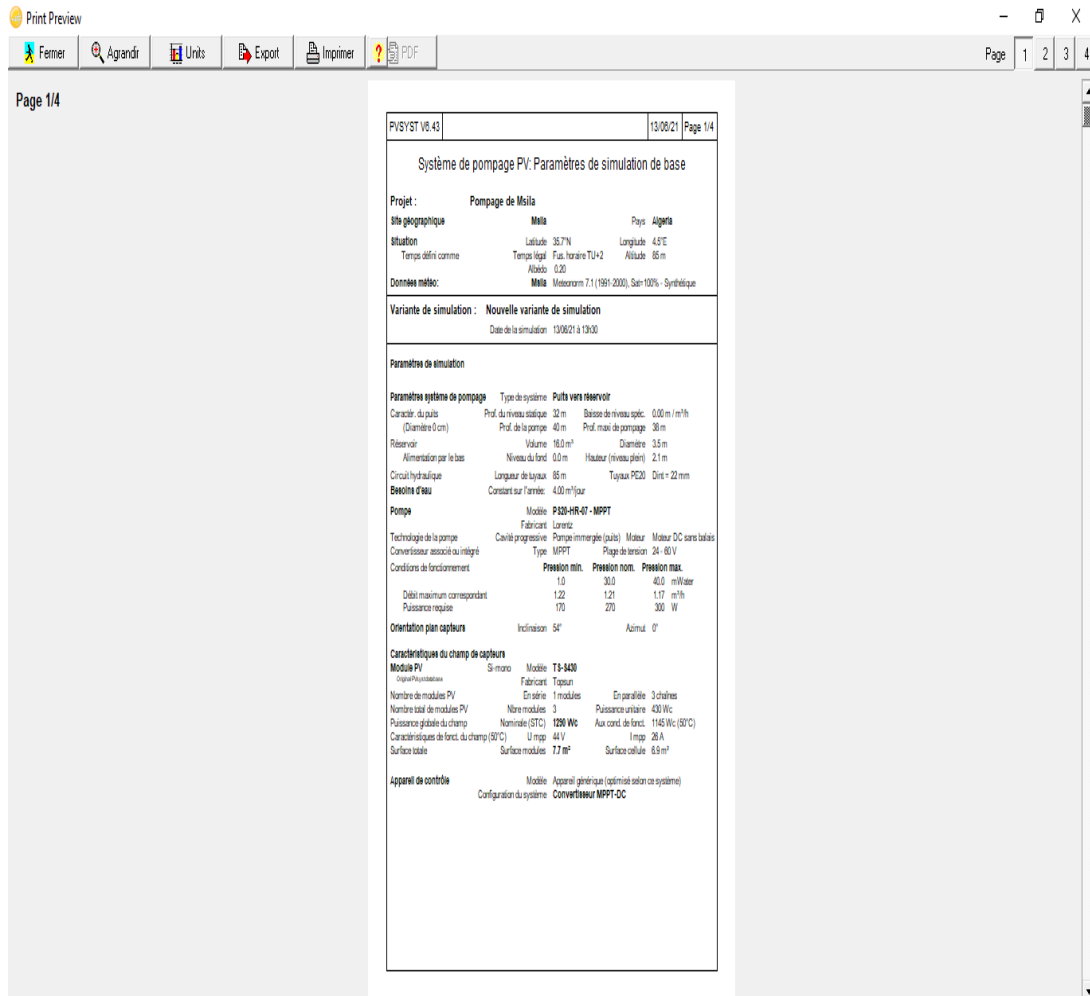 Print Preview
Fermer Agrandir Units Export Imprimer ? PDF Page 1 2 3 4
Page 1/4
PVSYST V6.43 13/06/21 Page 1/4
Système de pompage PV: Paramètres de simulation de base
Projet : Pompage de Msila
Site géographique Msila Pays Algeria
Situation Latitude 35.7°N Longitude 4.5°E
Temps défini comme Temps légal Fus. horaire TU+2 Altitude 85 m
Albédo 0.20
Données météo: Msila Meteonorm 7.1 (1991-2000), Sat=100% - Synthétique
Variante de simulation : Nouvelle variante de simulation
Date de la simulation 13/06/21 à 13h30
Paramètres de simulation
Paramètres système de pompage Type de système Puits vers réservoir
Caractér. du puits Prof. du niveau statique 32 m Baisse de niveau spéc. 0.00 m / m³/h
(Diamètre 0 cm) Prof. de la pompe 40 m Prof. maxi de pompage 38 m
Réservoir Volume 16.0 m³ Diamètre 3.5 m
Alimentation par le bas Niveau du fond 0.0 m Hauteur (niveau plein) 2.1 m
Circuit hydraulique Longueur de tuyaux 85 m Tuyaux PE20 Dint = 22 mm
Besoins d'eau Constant sur l'année: 4.00 m³/jour
Pompe Modèle PS20-HR-07 - MPPT
Fabricant Lorentz
Technologie de la pompe Cavité progressive Pompe immergée (puits) Moteur Moteur DC sans balais
Convertisseur associé ou intégré Type MPPT Plage de tension 24 - 60 V
Conditions de fonctionnement Pression min. Pression nom. Pression max.
1.0 30.0 40.0 mWater
Débit maximum correspondant 1.22 1.21 1.17 m³/h
Puissance requise 170 270 300 W
Orientation plan capteurs Inclinaison 54° Azimut 0°
Caractéristiques du champ de capteurs
Module PV Si-mono Modèle TS-S430
Original PVsyst database Fabricant Topsun
Nombre de modules PV En série 1 modules En parallèle 3 chaînes
Nombre total de modules PV Nbre modules 3 Puissance unitaire 430 Wc
Puissance globale du champ Nominale (STC) 1290 Wc Aux cond. de fonct. 1145 Wc (50°C)
Caractéristiques de fonct. du champ (50°C) U mpp 44 V I mpp 26 A
Surface totale Surface modules 7.7 m² Surface cellule 6.9 m²
Appareil de contrôle Modèle Appareil générique (optimisé selon ce système)
Configuration du système Convertisseur MPPT-DC